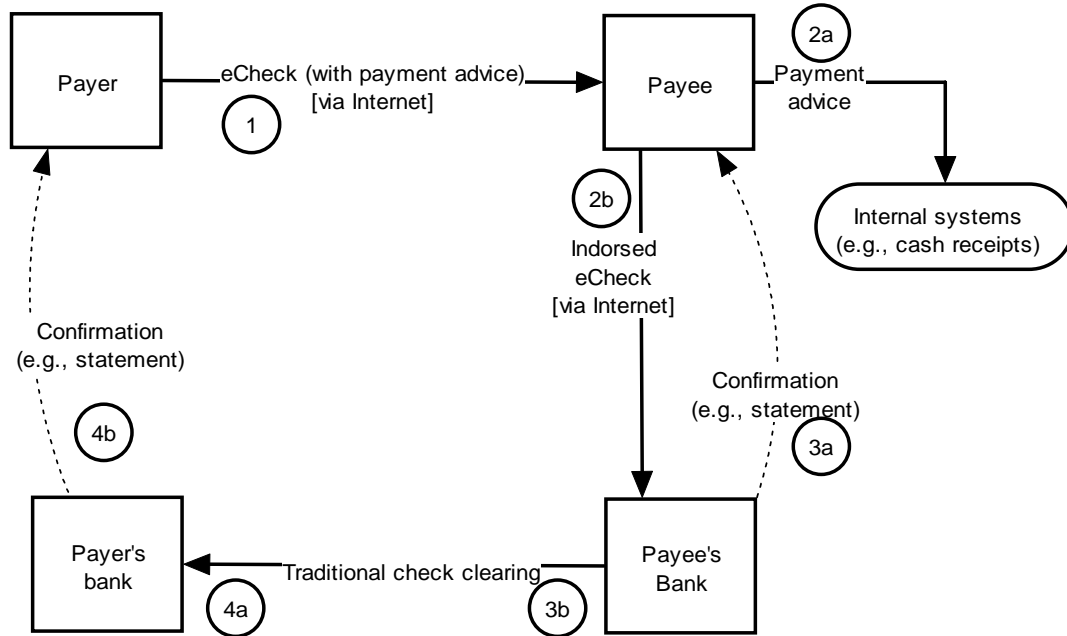 2a
Payer
eCheck (with payment advice)
[via Internet]
1
Payee
Payment
advice
2b
Internal systems
(e.g., cash receipts)
Indorsed
eCheck
[via Internet]
Confirmation
(e.g., statement)
4b
Confirmation
(e.g., statement)
3a
Payer's
bank
Traditional check clearing
4a
3b
Payee's
Bank